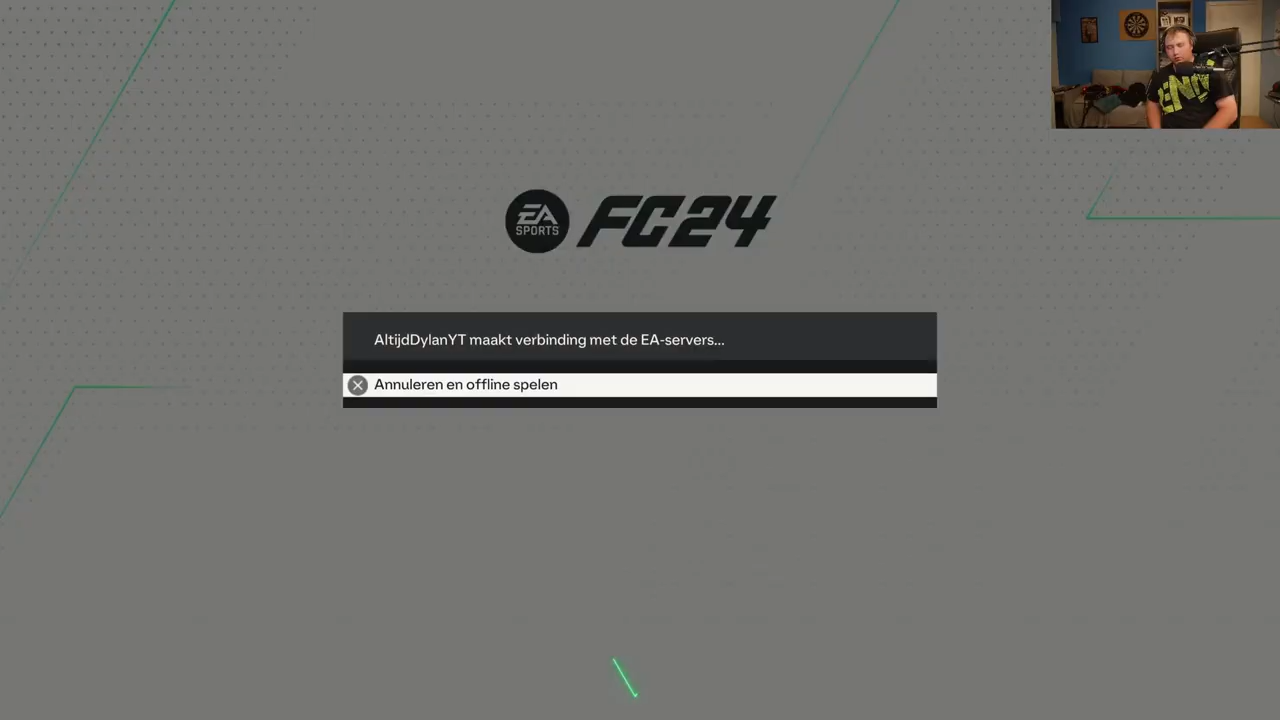 EA
SPORTS
FC24
AltijdDylanYT maakt verbinding met de EA-servers...
Annuleren en offline spelen